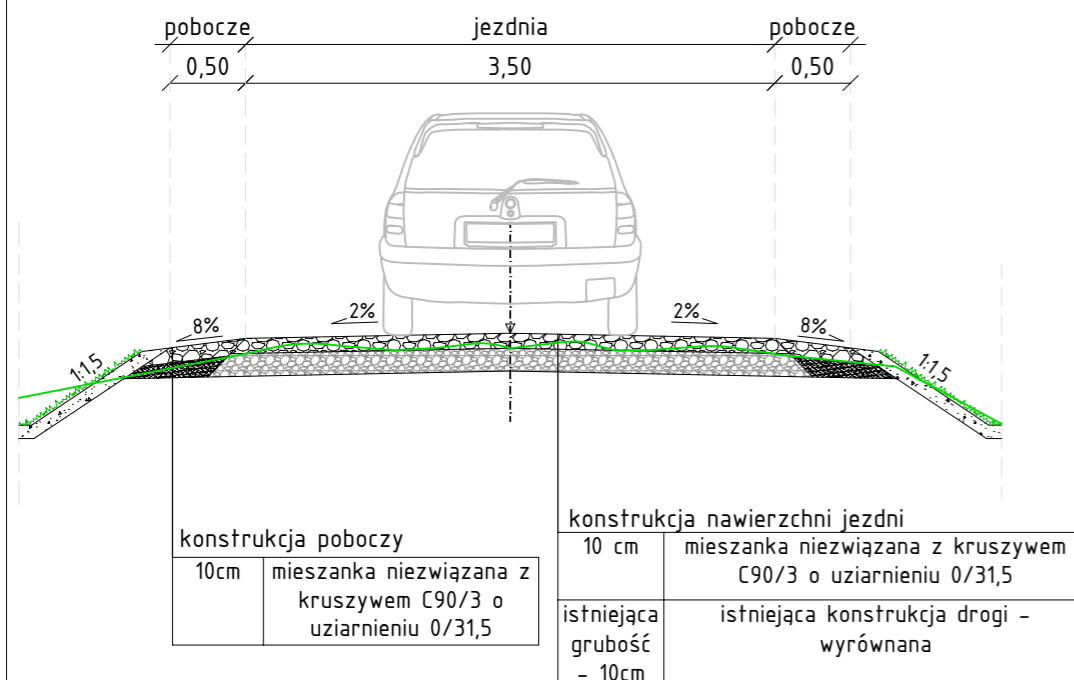 pobocze jezdnia pobocze
0,50 3,50 0,50
8% 2% 2% 8%
1:1,5 1:1,5
konstrukcja poboczy
10cm mieszanka niezwiązana z
kruszywem C90/3 o
uziarnieniu 0/31,5
konstrukcja nawierzchni jezdni
10 cm mieszanka niezwiązana z kruszywem
C90/3 o uziarnieniu 0/31,5
istniejąca istniejąca konstrukcja drogi –
grubość wyrównana
– 10cm